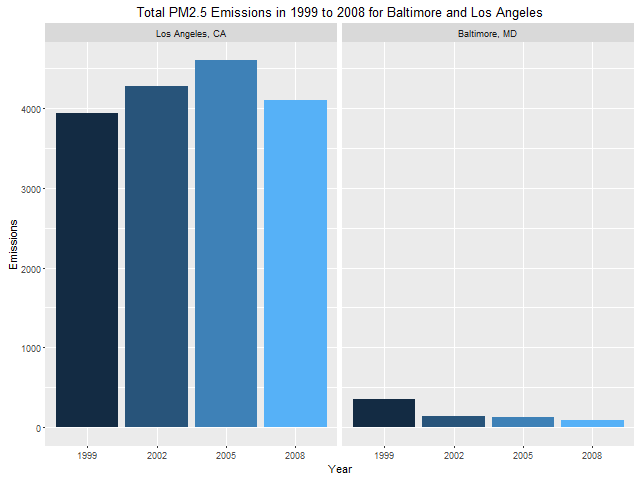 Total PM2.5 Emissions in 1999 to 2008 for Baltimore and Los Angeles
Los Angeles, CA
Baltimore, MD
Emissions
4000
3000
2000
1000
0
1999 2002 2005 2008
1999 2002 2005 2008
Year